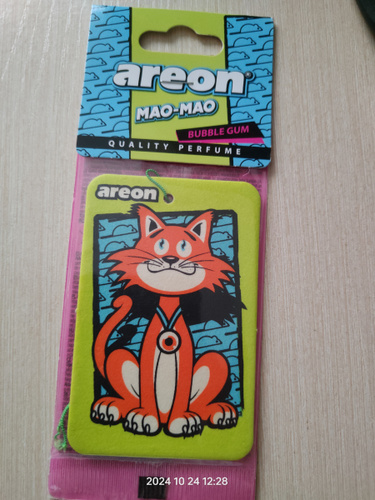 areon
MAO-MAO
BUBBLE GUM
QUALITY PERFUME
areon
2024 10 24 12:28